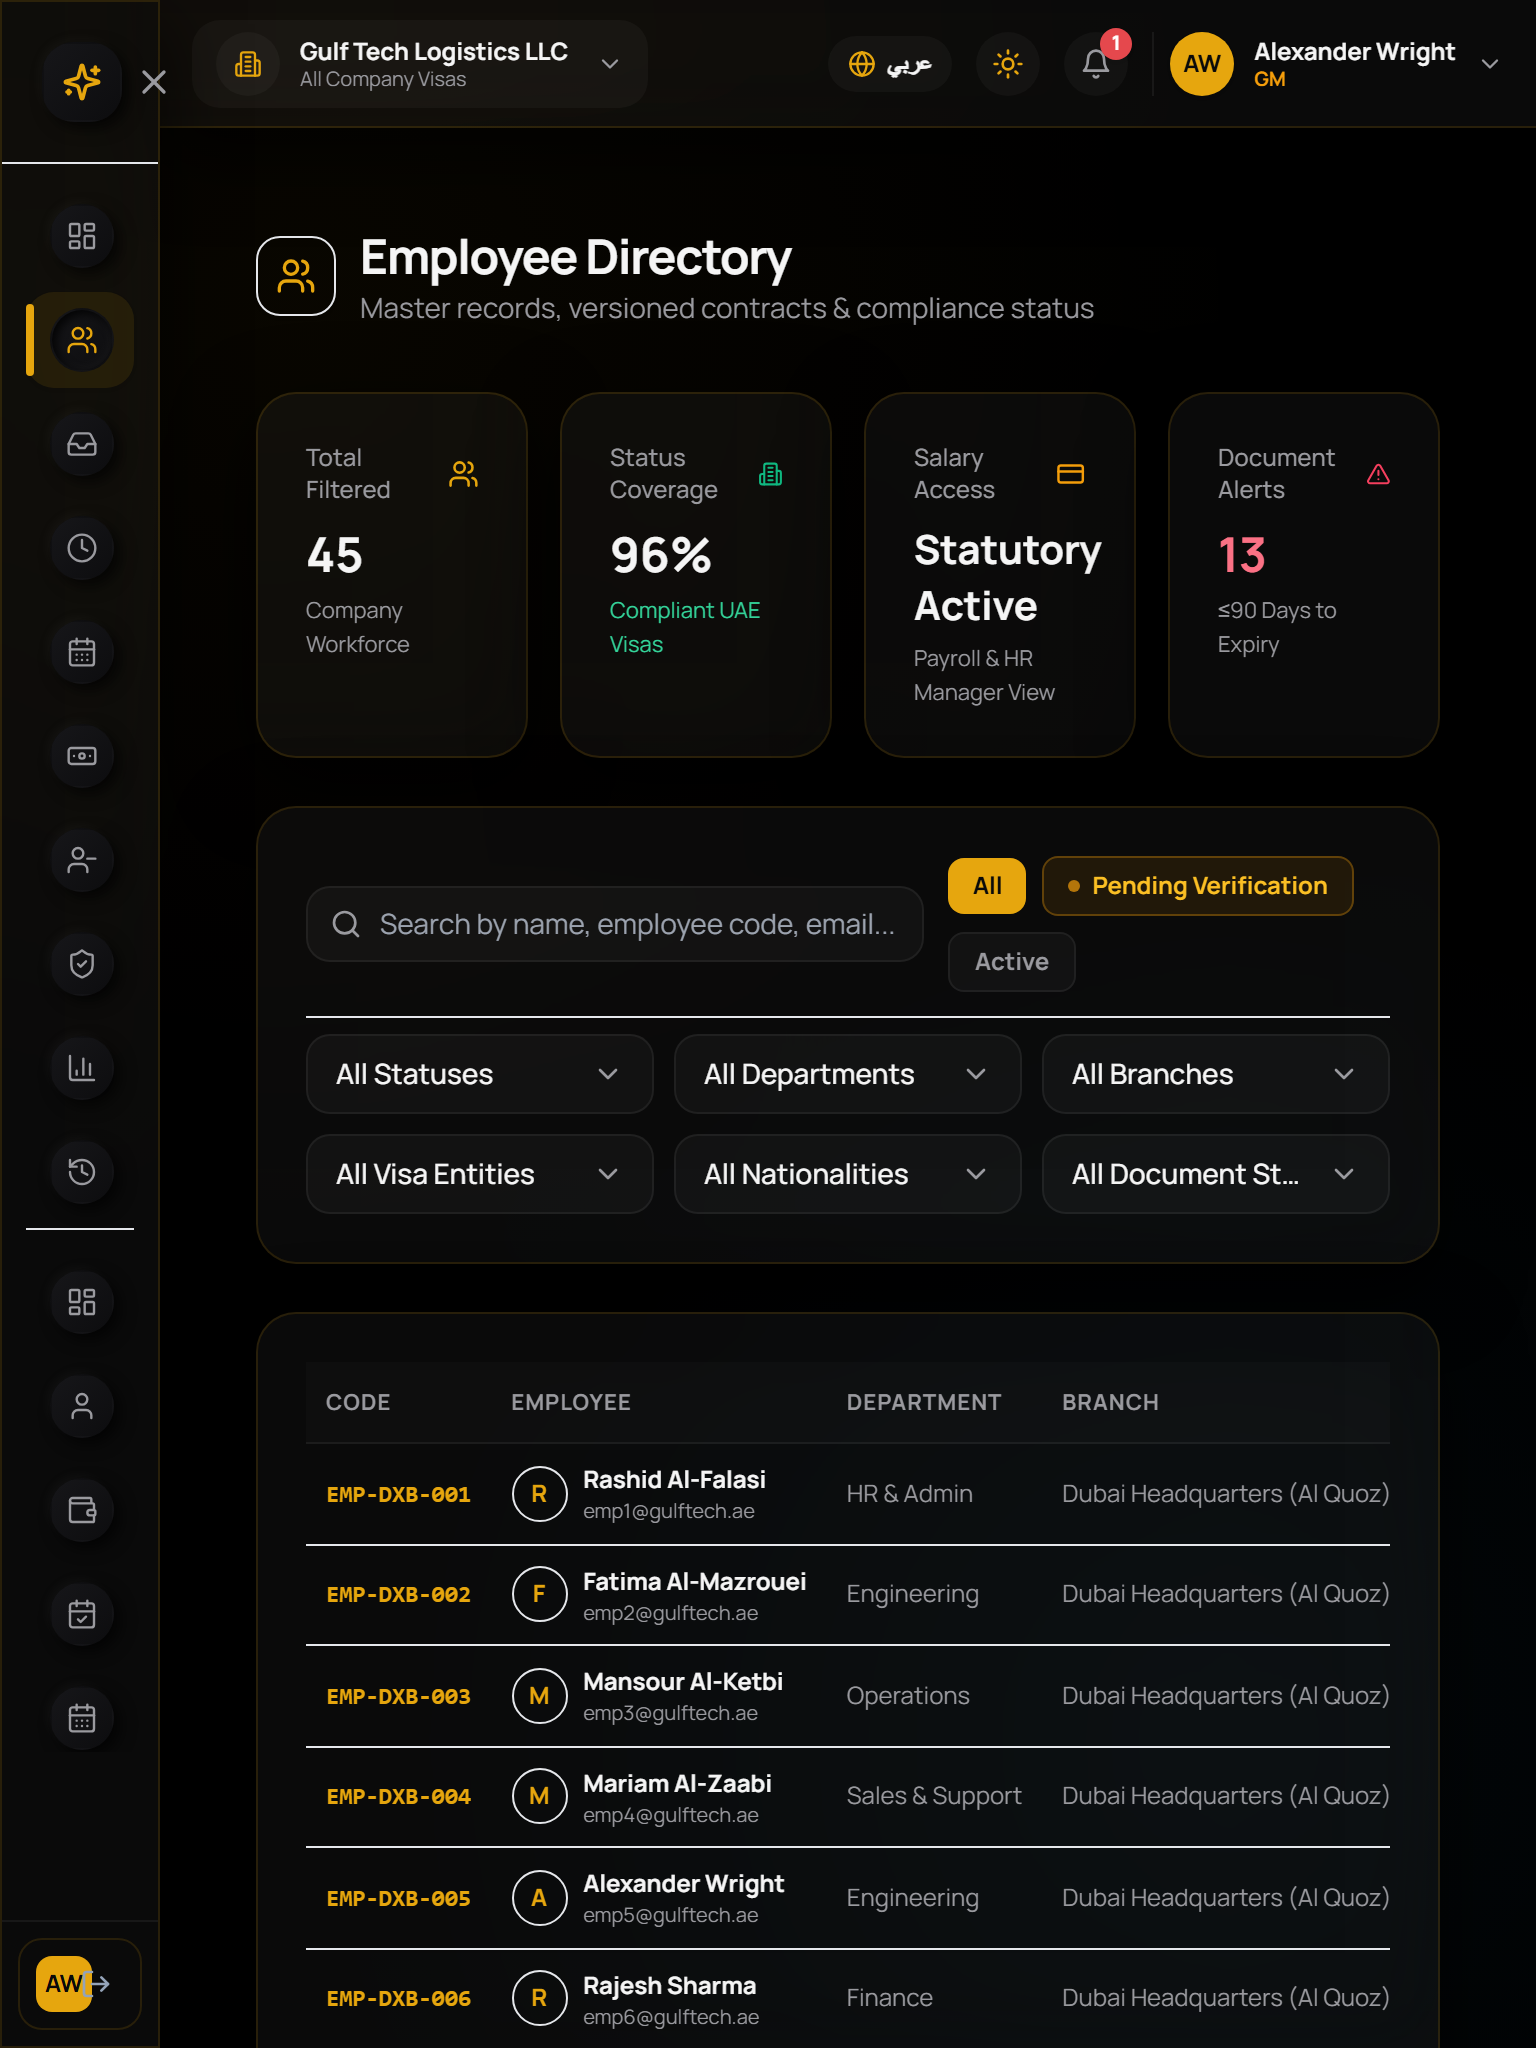 Gulf Tech Logistics LLC
All Company Visas
عربي
1
AW
Alexander Wright
GM
Employee Directory
Master records, versioned contracts & compliance status
Total
Filtered
45
Company
Workforce
Status
Coverage
96%
Compliant UAE
Visas
Salary
Access
Statutory
Active
Payroll & HR
Manager View
Document
Alerts
13
≤90 Days to
Expiry
Search by name, employee code, email...
All
Pending Verification
Active
All Statuses
All Departments
All Branches
All Visa Entities
All Nationalities
All Document St...
CODE EMPLOYEE DEPARTMENT BRANCH
EMP-DXB-001 R Rashid Al-Falasi HR & Admin Dubai Headquarters (Al Quoz)
emp1@gulftech.ae
EMP-DXB-002 F Fatima Al-Mazrouei Engineering Dubai Headquarters (Al Quoz)
emp2@gulftech.ae
EMP-DXB-003 M Mansour Al-Ketbi Operations Dubai Headquarters (Al Quoz)
emp3@gulftech.ae
EMP-DXB-004 M Mariam Al-Zaabi Sales & Support Dubai Headquarters (Al Quoz)
emp4@gulftech.ae
EMP-DXB-005 A Alexander Wright Engineering Dubai Headquarters (Al Quoz)
emp5@gulftech.ae
EMP-DXB-006 R Rajesh Sharma Finance Dubai Headquarters (Al Quoz)
emp6@gulftech.ae
AW